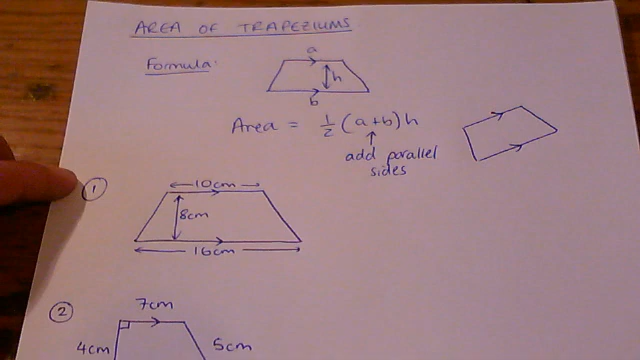 AREA OF TRAPEZIUMS
Formula:
a
h
b
Area = 1/2 (a+b)h
add parallel
sides
1
10cm
8cm
16cm
2
7cm
4cm
5cm